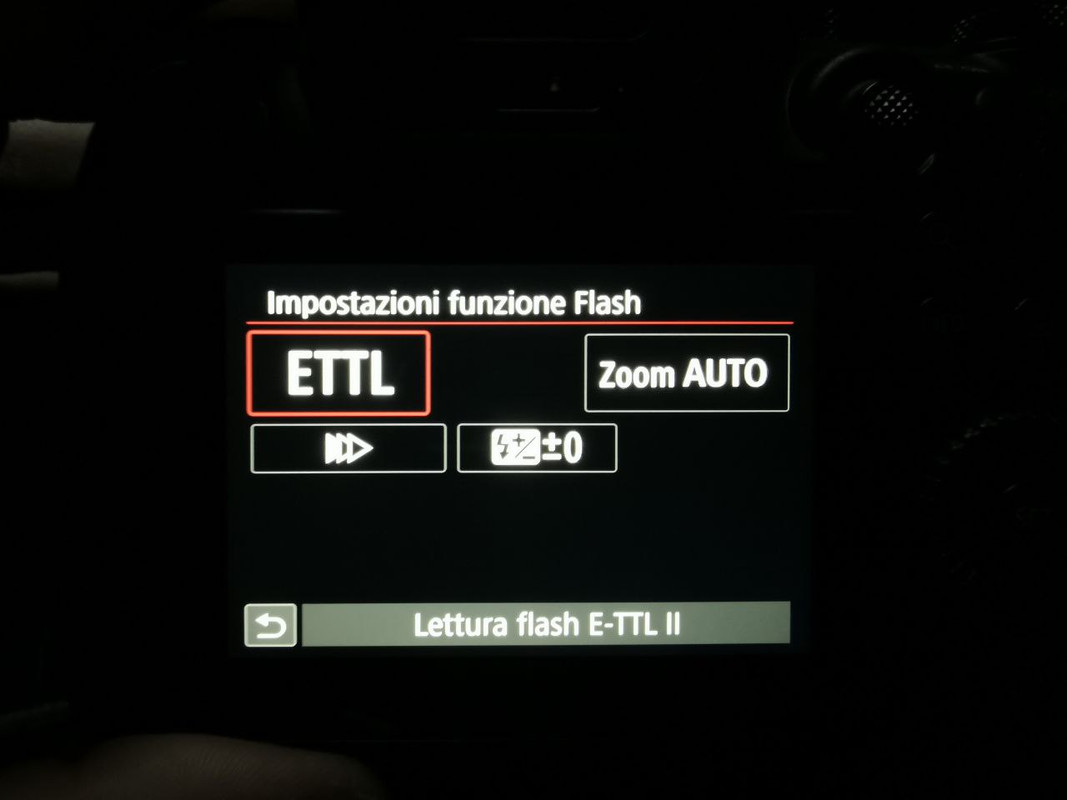 Impostazioni funzione Flash
ETTL
Zoom AUTO
±0
Lettura flash E-TTL II